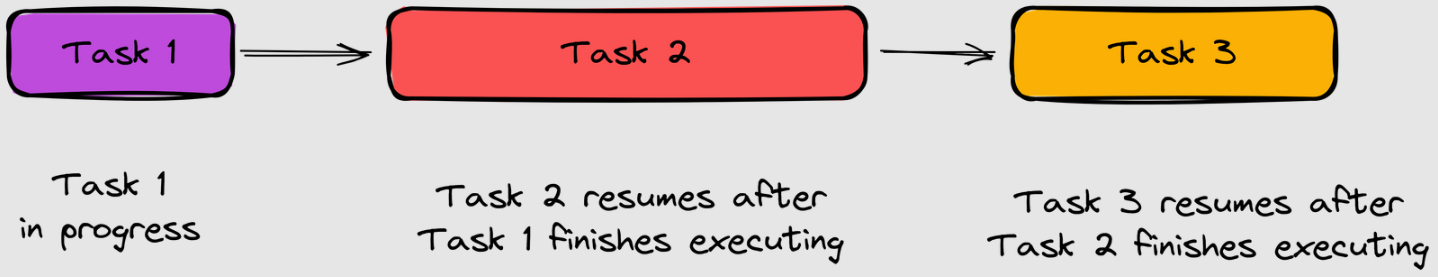 Task 1
Task 2
Task 3
Task 1
in progress
Task 2 resumes after
Task 1 finishes executing
Task 3 resumes after
Task 2 finishes executing